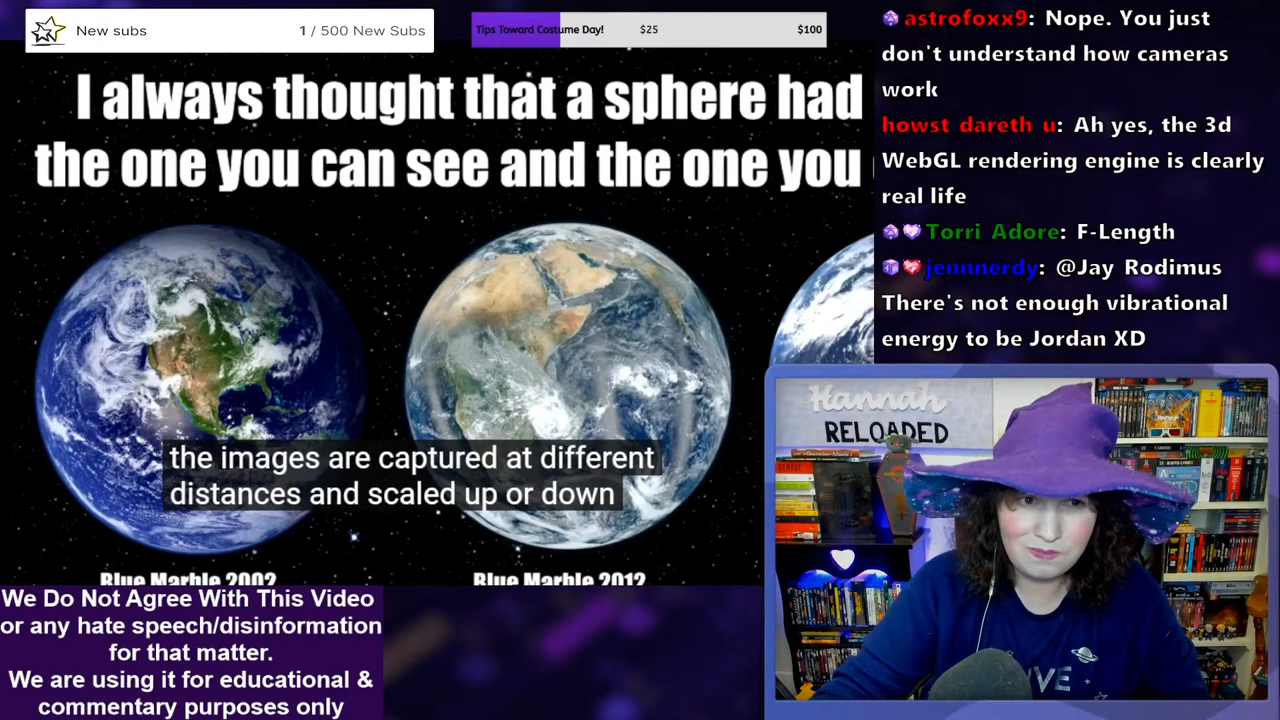 New subs
1 / 500 New Subs
Tips Toward Costume Day!
$25
$100
I always thought that a sphere had
the one you can see and the one you
the images are captured at different
distances and scaled up or down
Blue Marble 2002
Blue Marble 2012
We Do Not Agree With This Video
or any hate speech/disinformation
for that matter.
We are using it for educational &
commentary purposes only
astrofoxx9: Nope. You just
don't understand how cameras
work
howst dareth u: Ah yes, the 3d
WebGL rendering engine is clearly
real life
Torri Adore: F-Length
jennnerdy: @Jay Rodimus
There's not enough vibrational
energy to be Jordan XD
Hannah
RELOADED